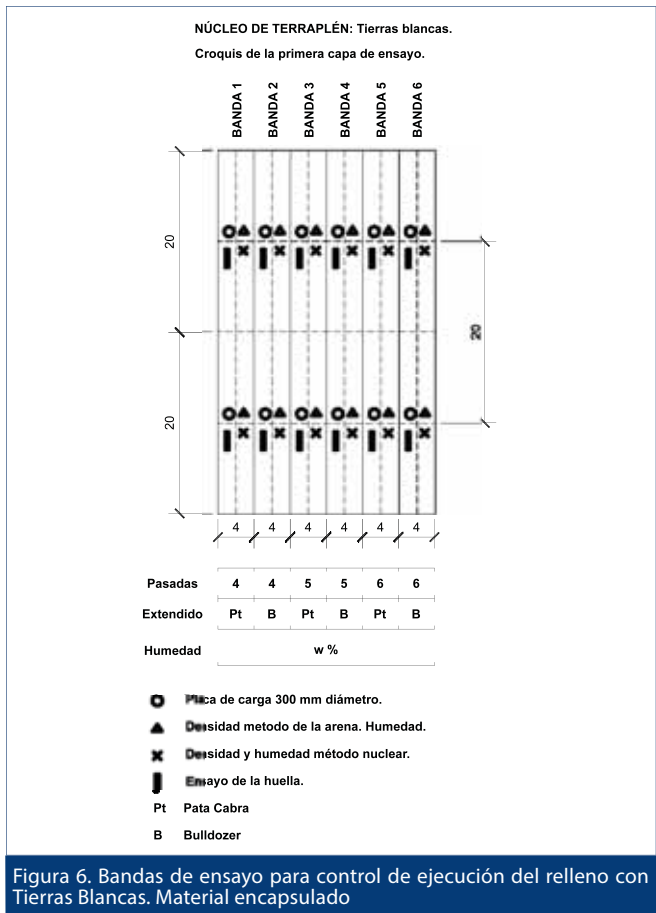 NÚCLEO DE TERRAPLÉN: Tierras blancas.
Croquis de la primera capa de ensayo.
BANDA 1
BANDA 2
BANDA 3
BANDA 4
BANDA 5
BANDA 6
20
20
20
4 4 4 4 4 4
Pasadas 4 4 5 5 6 6
Extendido Pt B Pt B Pt B
Humedad w %
Placa de carga 300 mm diámetro.
Densidad metodo de la arena. Humedad.
Densidad y humedad método nuclear.
Ensayo de la huella.
Pt Pata Cabra
B Bulldozer
Figura 6. Bandas de ensayo para control de ejecución del relleno con
Tierras Blancas. Material encapsulado